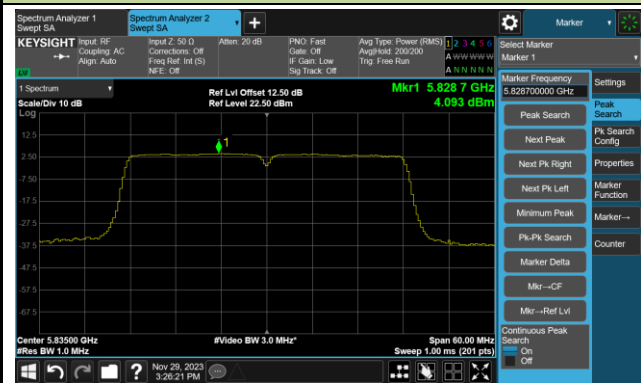 Spectrum Analyzer 1
Swept SA
Spectrum Analyzer 2
Swept SA
+
Marker
KEYSIGHT
Input: RF
Coupling: AC
Align: Auto
Input Z: 50 Ω
Corrections: Off
Freq Ref: Int (S)
NFE: Off
Atten: 20 dB
PNO: Fast
Gate: Off
IF Gain: Low
Sig Track: Off
Avg Type: Power (RMS)
Avg|Hold: 200/200
Trig: Free Run
1 2 3 4 5 6
A W W W W W
A N N N N N
LV
Select Marker
Marker 1
1 Spectrum
Scale/Div 10 dB
Log
Ref Lvl Offset 12.50 dB
Ref Level 22.50 dBm
Mkr1 5.828 7 GHz
4.093 dBm
1
12.5
2.50
-7.50
-17.5
-27.5
-37.5
-47.5
-57.5
-67.5
Center 5.83500 GHz
#Res BW 1.0 MHz
#Video BW 3.0 MHz*
Span 60.00 MHz
Sweep 1.00 ms (201 pts)
Marker Frequency
5.828700000 GHz
Peak Search
Next Peak
Next Pk Right
Next Pk Left
Minimum Peak
Pk-Pk Search
Marker Delta
Mkr→CF
Mkr→Ref Lvl
Continuous Peak
Search
On
Off
Settings
Peak
Search
Pk Search
Config
Properties
Marker
Function
Marker→
Counter
?
Nov 29, 2023
3:26:21 PM